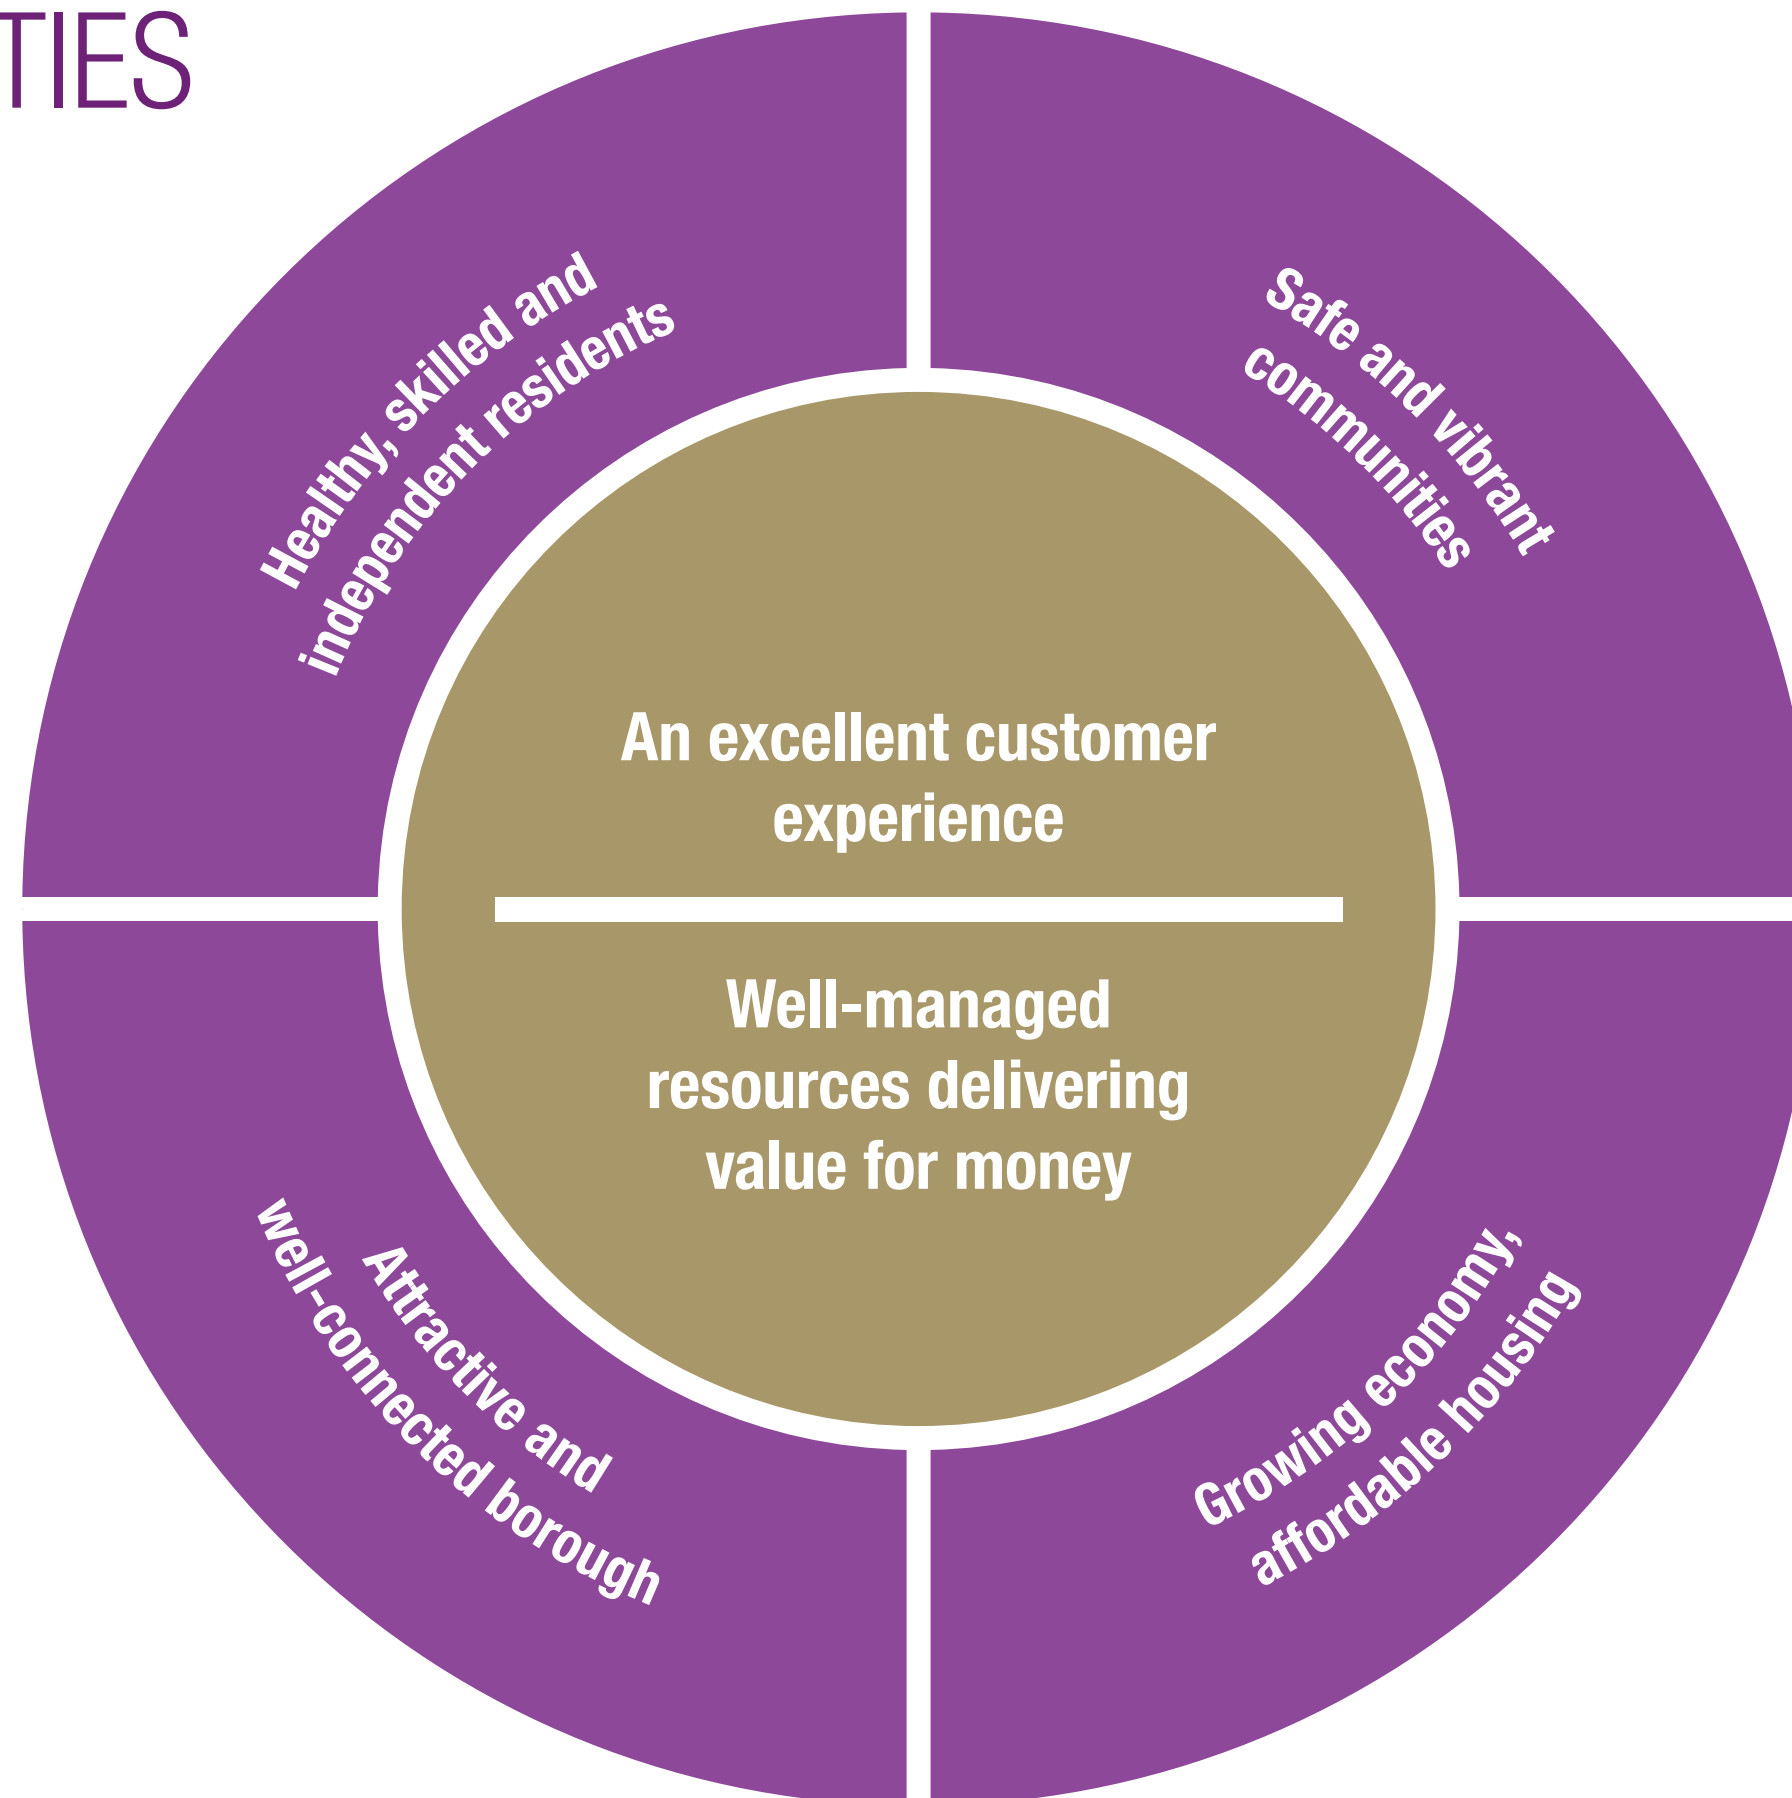 TIES
Healthy, skilled and
independent residents
Safe and vibrant
communities
An excellent customer
experience
Well-managed
resources delivering
value for money
Attractive and
well-connected borough
Growing economy,
affordable housing